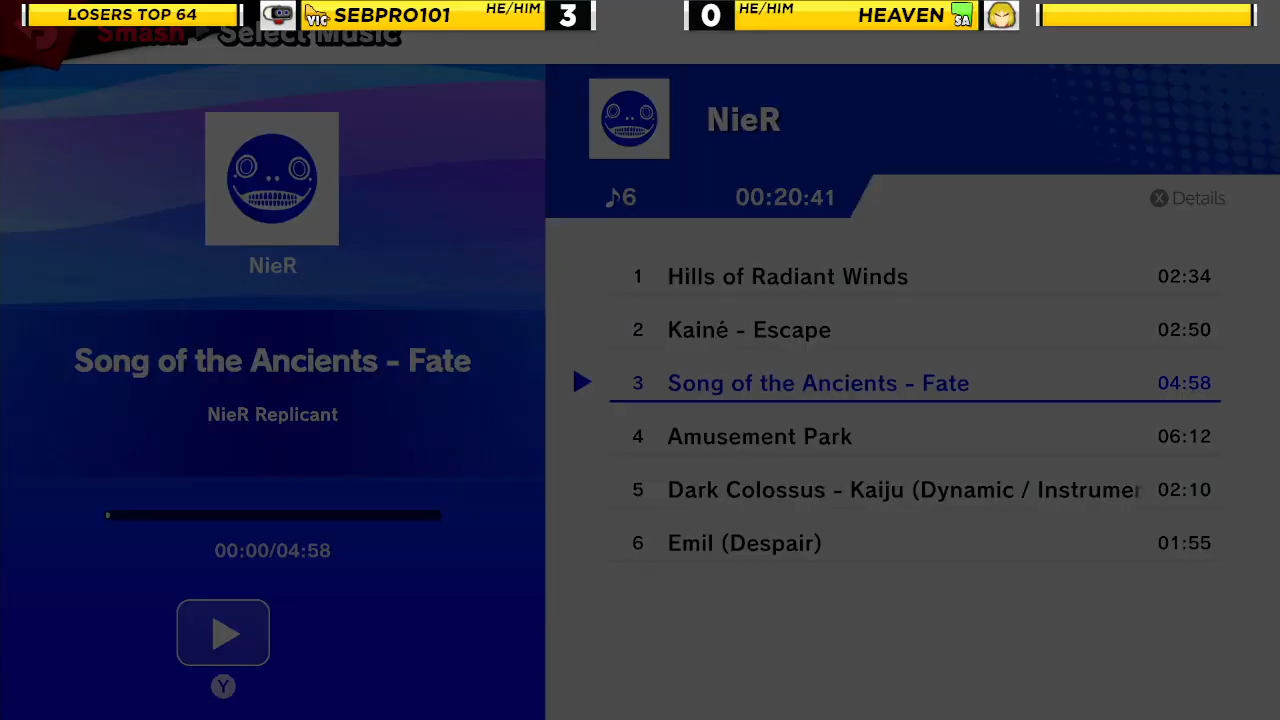 LOSERS TOP 64
VIC SEBPRO101 HE/HIM 3
0 HE/HIM HEAVEN SA
Smash Select Music
NieR
Song of the Ancients - Fate
NieR Replicant
00:00/04:58
Y
NieR
♪6 00:20:41
X Details
1 Hills of Radiant Winds 02:34
2 Kainé - Escape 02:50
3 Song of the Ancients - Fate 04:58
4 Amusement Park 06:12
5 Dark Colossus - Kaiju (Dynamic / Instrumen 02:10
6 Emil (Despair) 01:55